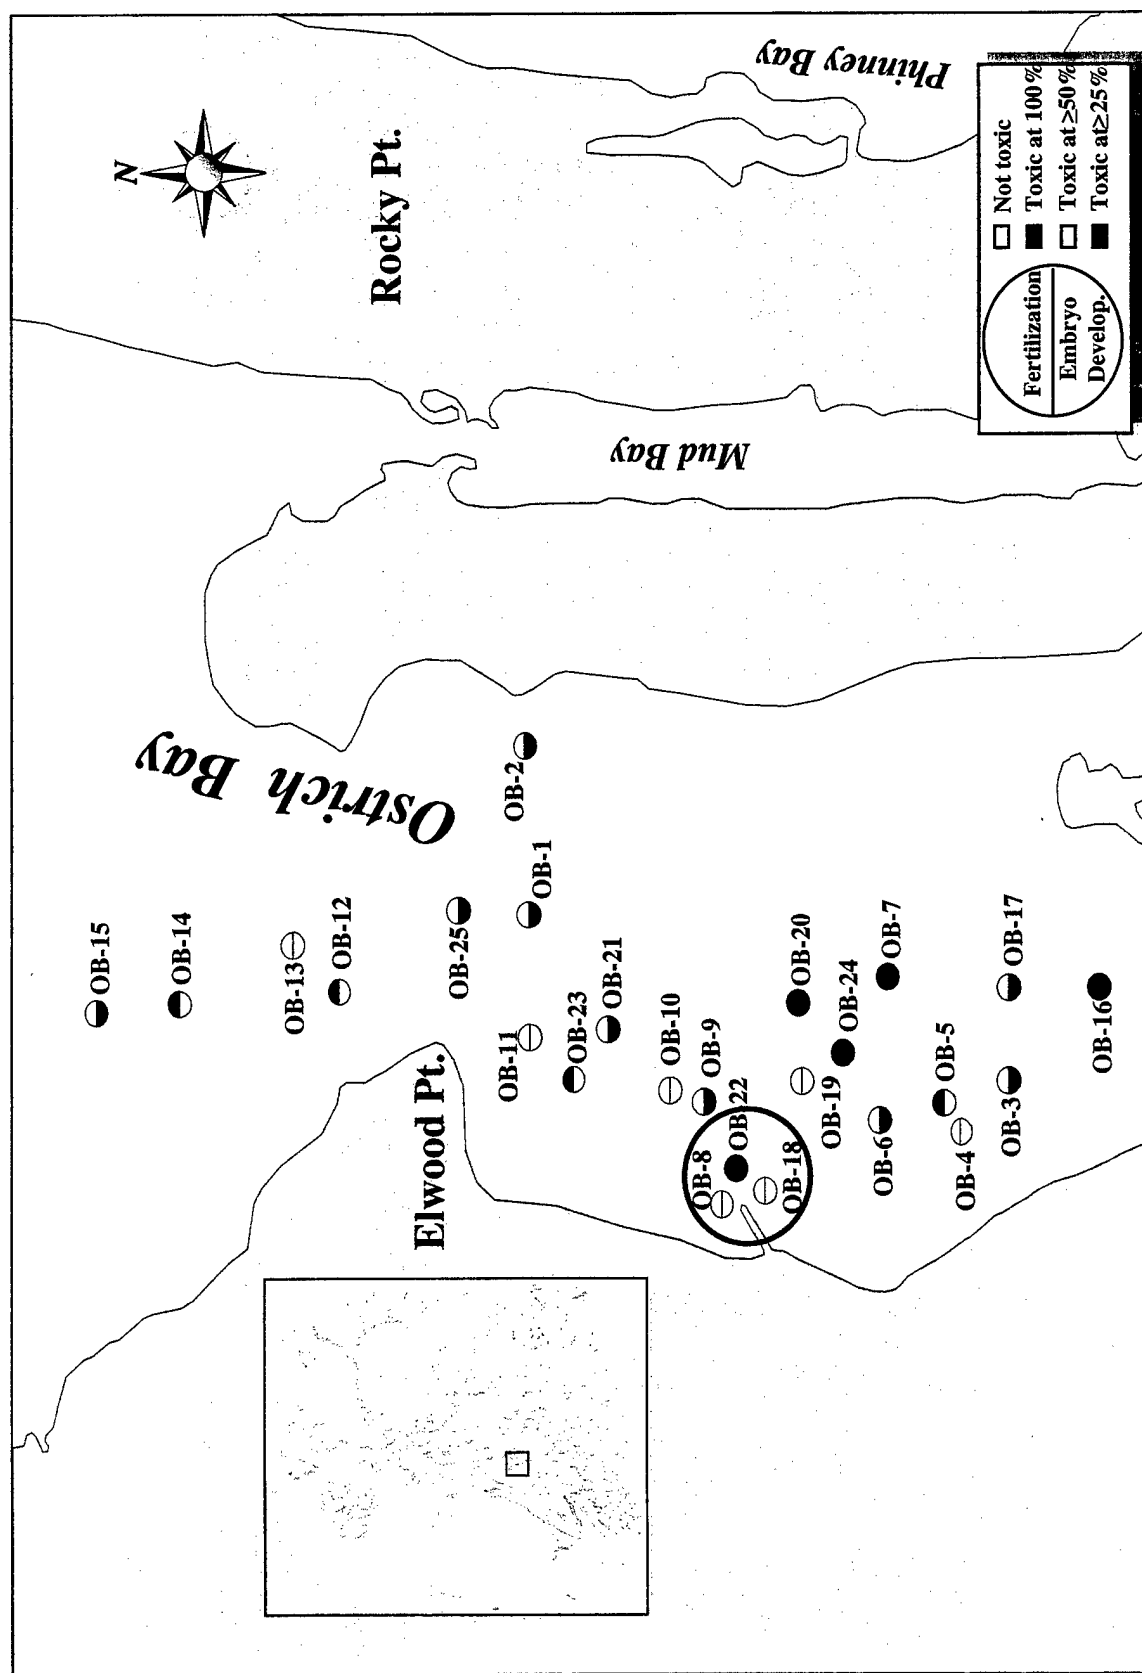 N
Rocky Pt.
Phinney Bay
Mud Bay
Ostrich Bay
Elwood Pt.
OB-15
OB-14
OB-13
OB-12
OB-25
OB-2
OB-1
OB-11
OB-23
OB-21
OB-10
OB-9
OB-22
OB-8
OB-18
OB-20
OB-19
OB-24
OB-7
OB-6
OB-5
OB-4
OB-3
OB-17
OB-16
Fertilization
Embryo
Develop.
Not toxic
Toxic at 100%
Toxic at ≥50%
Toxic at≥25%